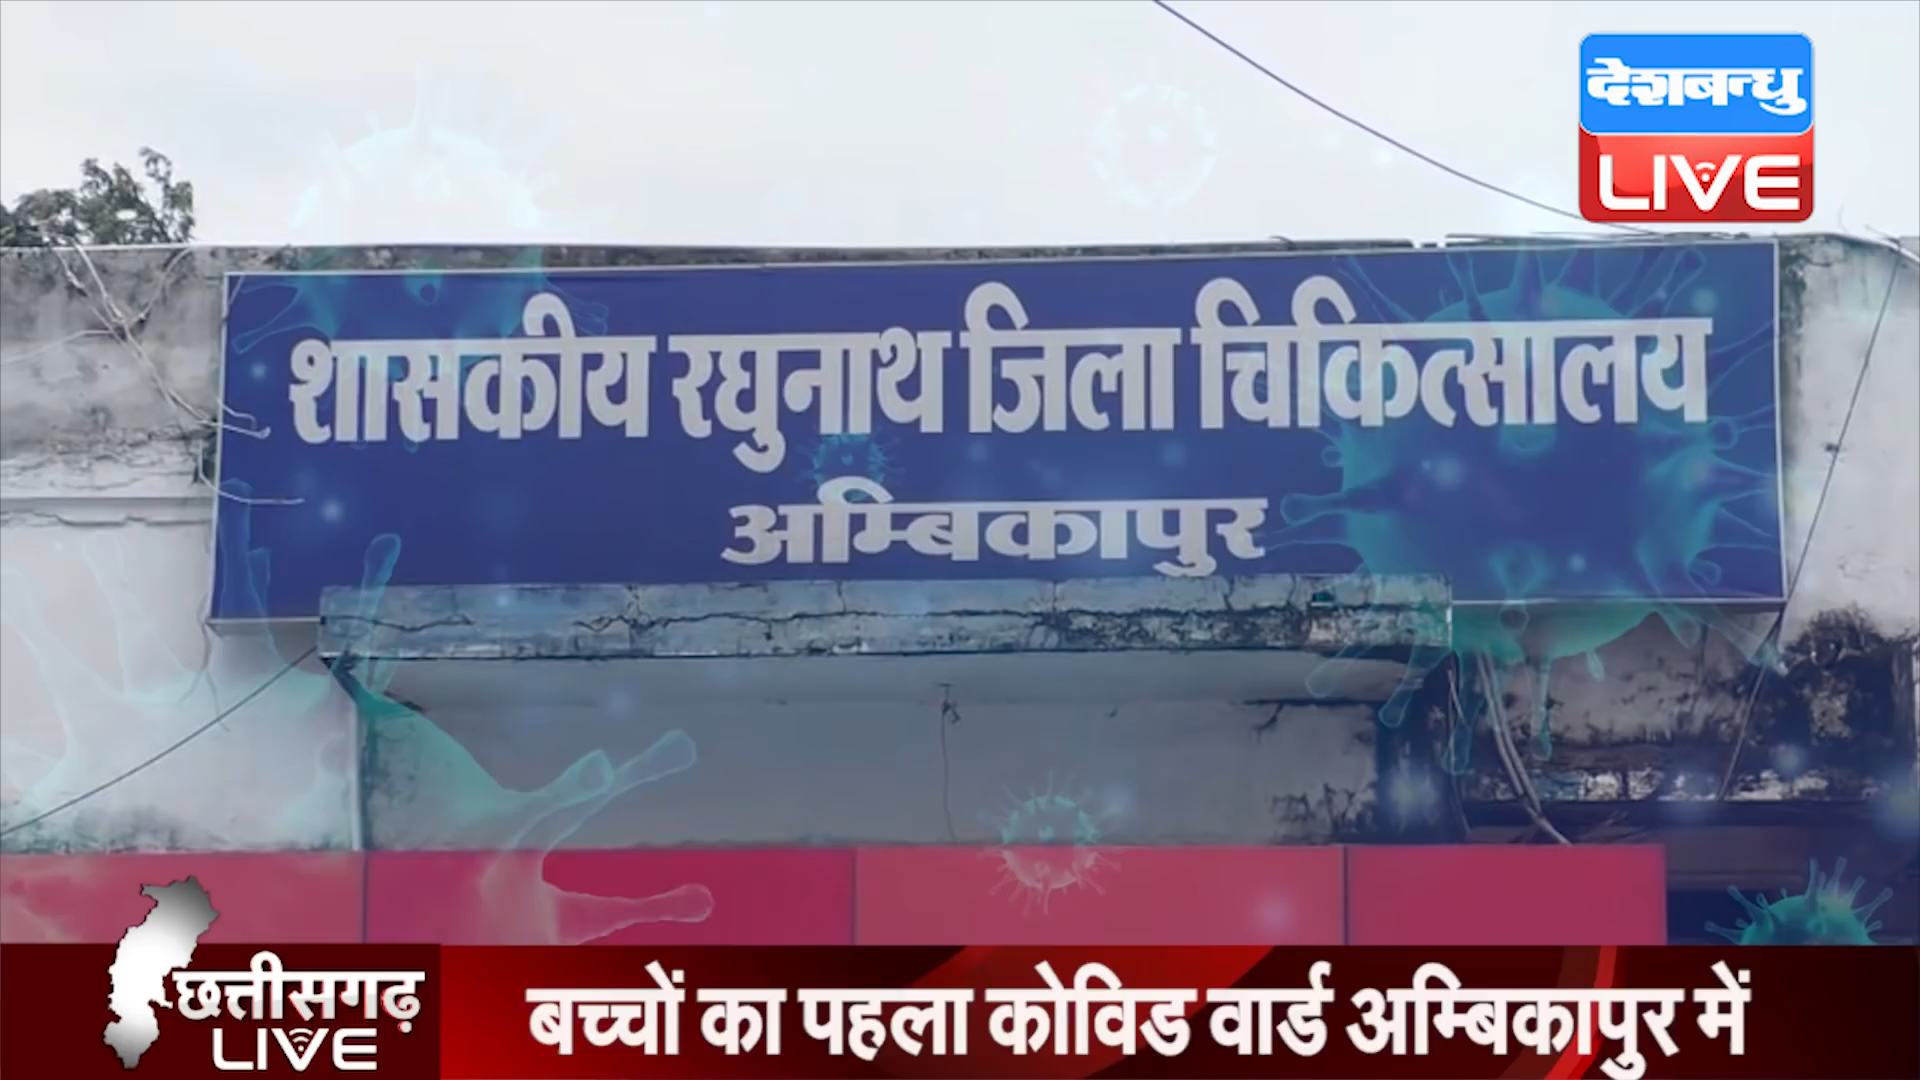 देशबन्धु
LIVE
शासकीय रघुनाथ जिला चिकित्सालय
अम्बिकापुर
छत्तीसगढ़
LIVE
बच्चों का पहला कोविड वार्ड अम्बिकापुर में